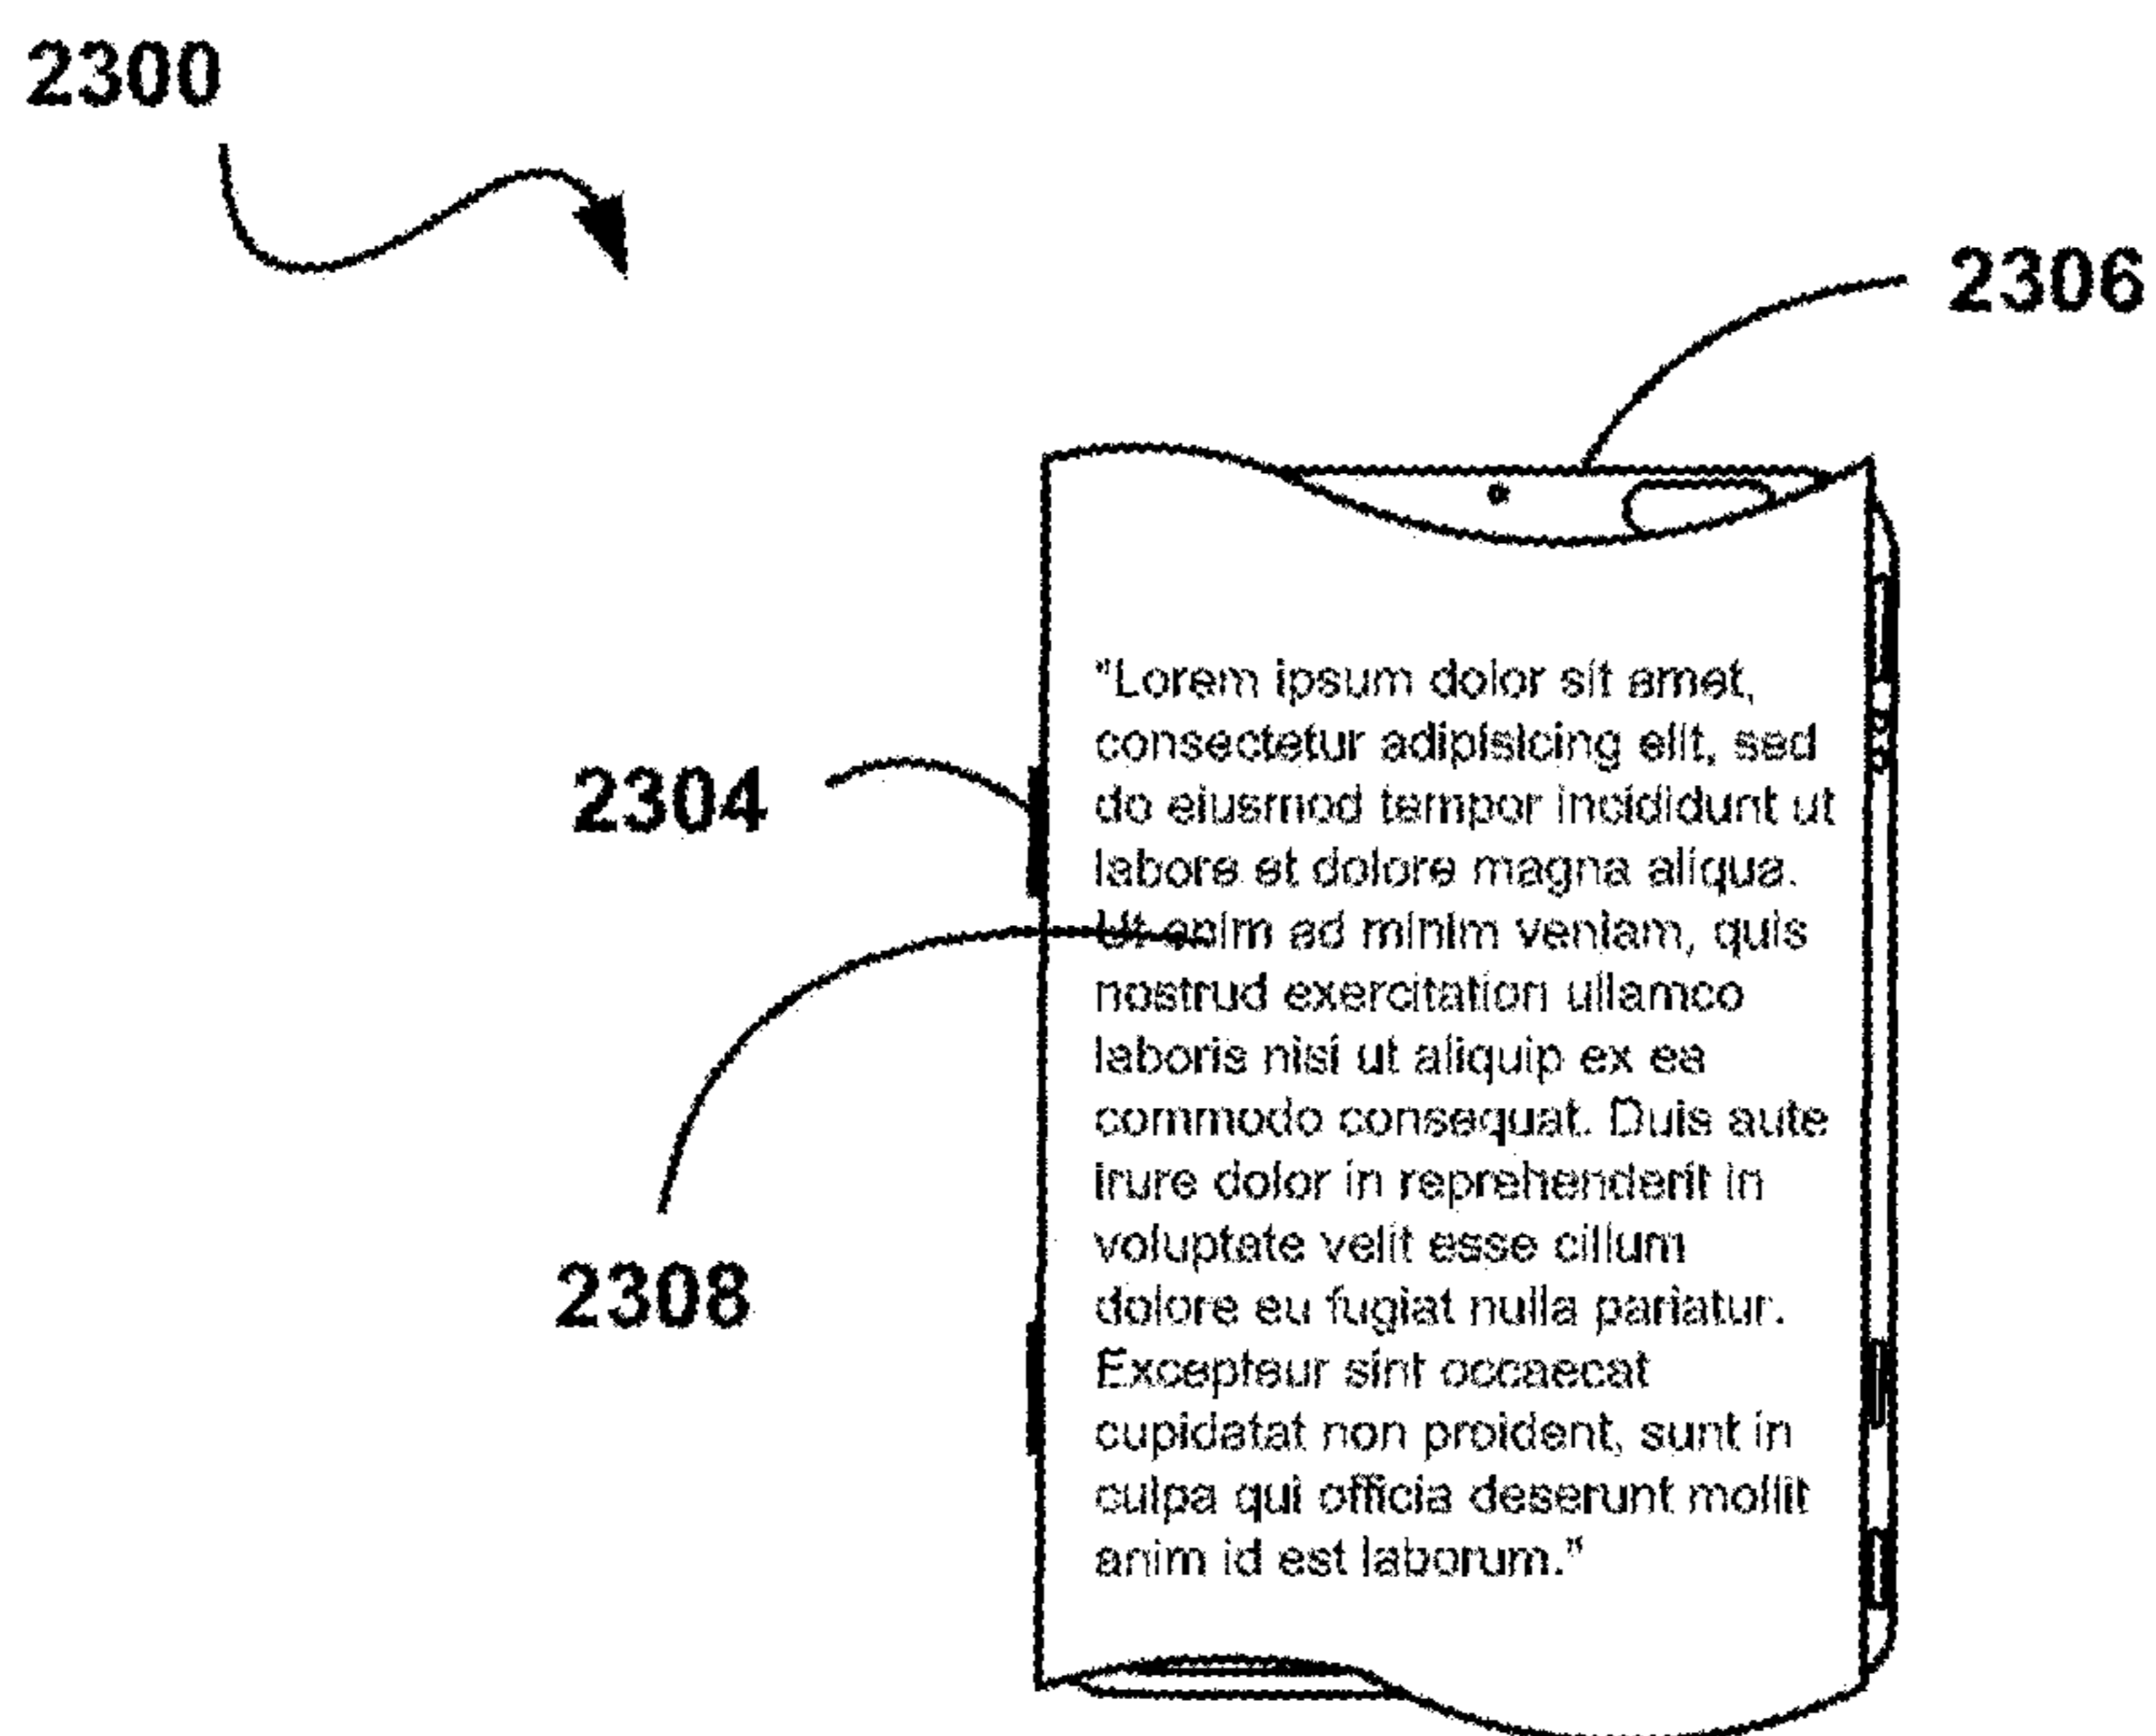 2300
2306
"Lorem ipsum dolor sit amet,
consectetur adipisicing elit, sed
do eiusmod tempor incididunt ut
2304
labore et dolore magna aliqua.
Ut enim ad minim veniam, quis
nostrud exercitation ullamco
laboris nisi ut aliquip ex ea
commodo consequat. Duis aute
irure dolor in reprehenderit in
voluptate velit esse cillum
2308
dolore eu fugiat nulla pariatur.
Excepteur sint occaecat
cupidatat non proident, sunt in
culpa qui officia deserunt mollit
anim id est laborum."